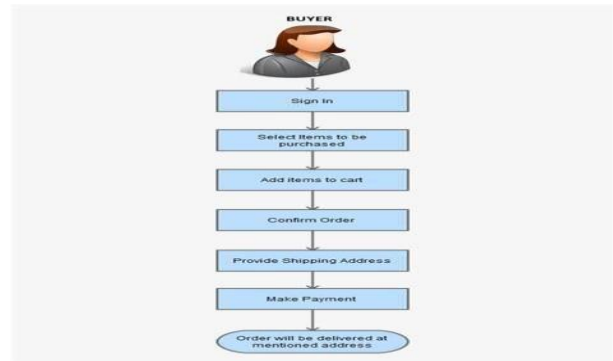 BUYER
Sign In
Select Items to be
purchased
Add items to cart
Confirm Order
Provide Shipping Address
Make Payment
Order will be delivered at
mentioned address